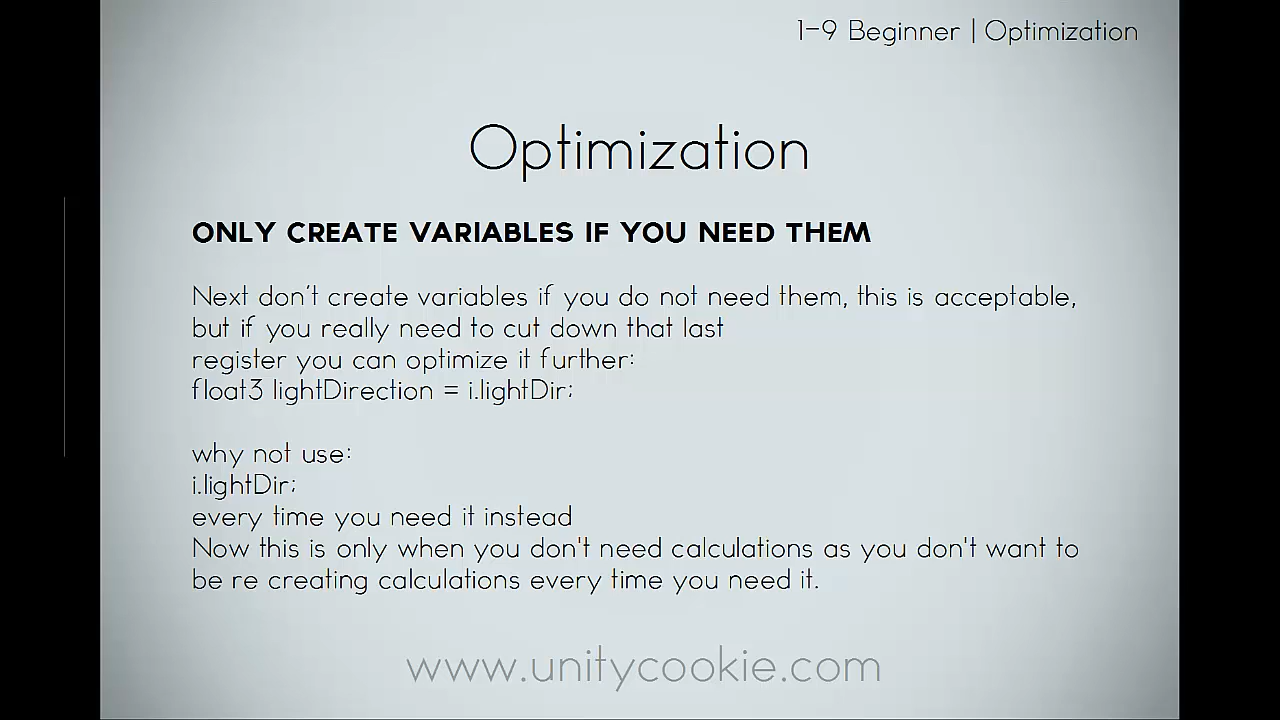 1-9 Beginner | Optimization
Optimization
ONLY CREATE VARIABLES IF YOU NEED THEM
Next don't create variables if you do not need them, this is acceptable,
but if you really need to cut down that last
register you can optimize it further:
float3 lightDirection = i.lightDir;
why not use:
i.lightDir;
every time you need it instead
Now this is only when you don't need calculations as you don't want to
be re creating calculations every time you need it.
www.unitycookie.com